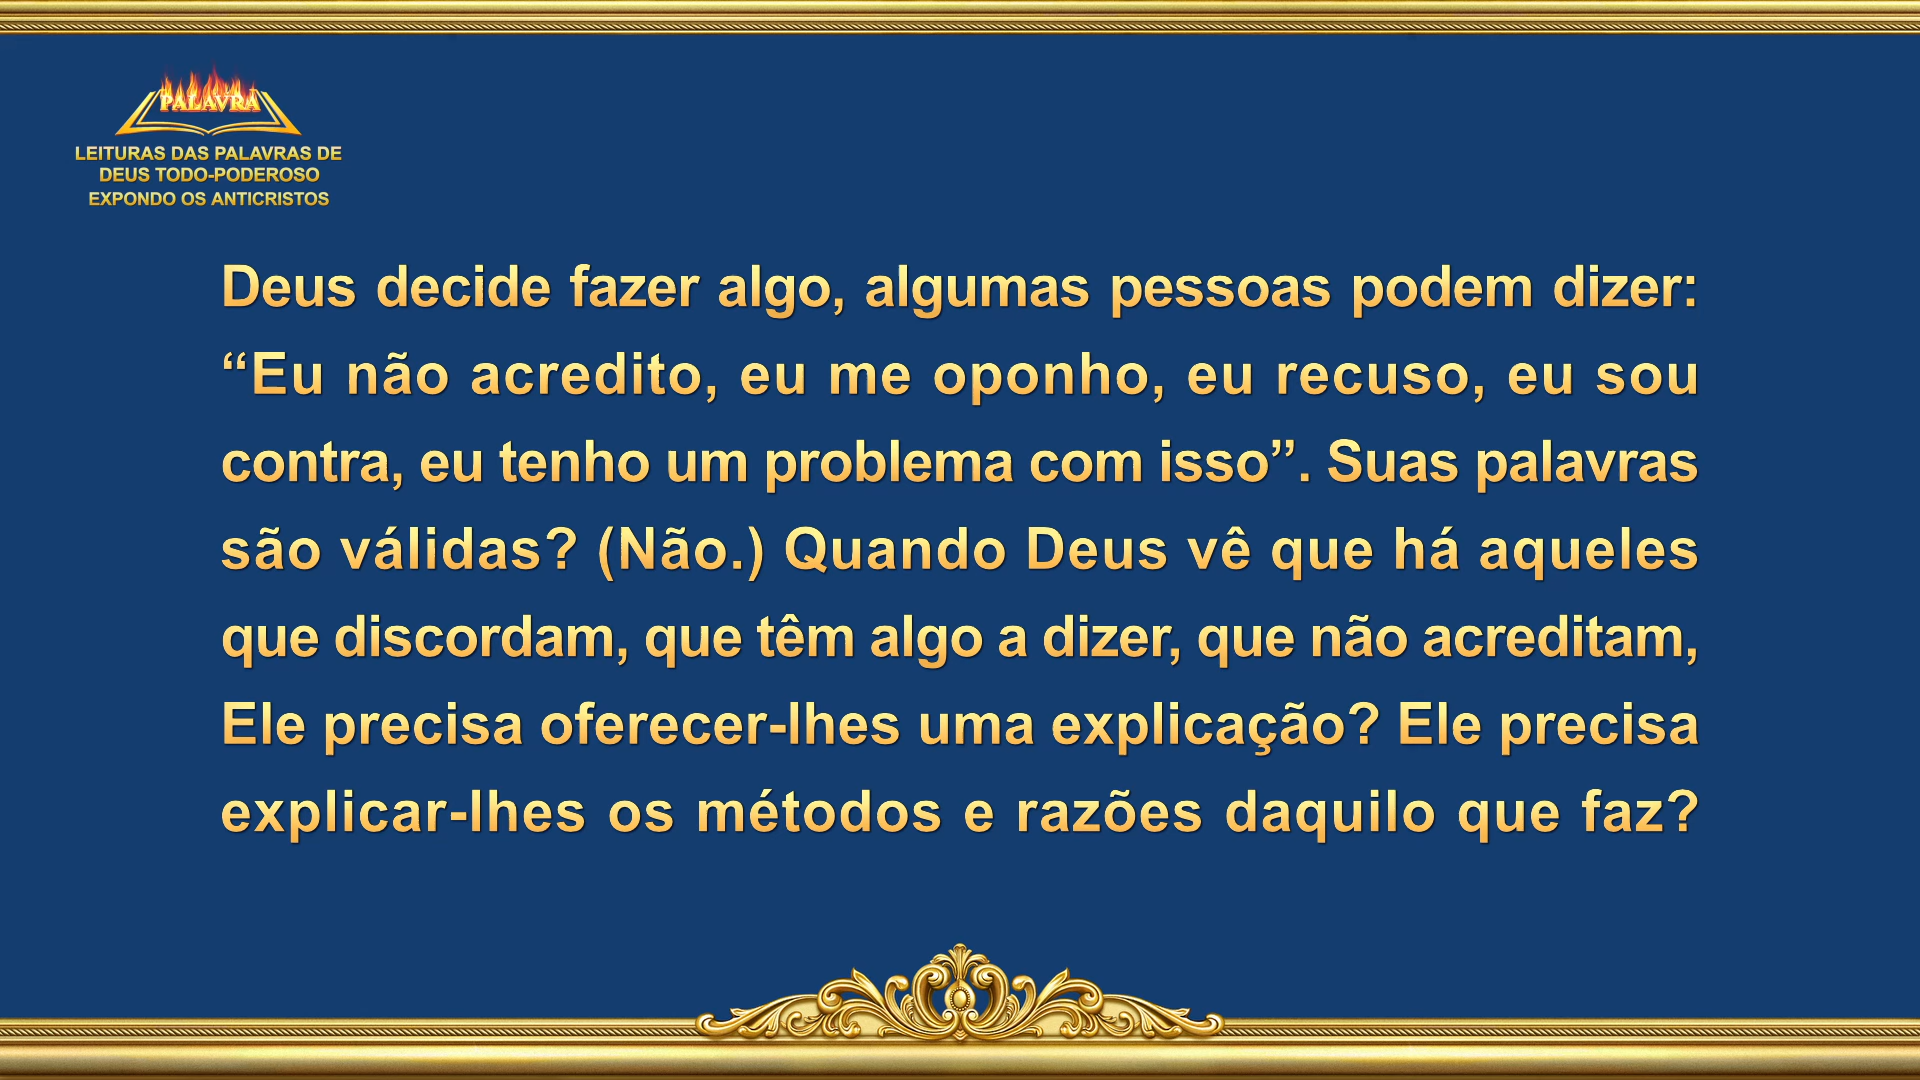 PALAVRA
LEITURAS DAS PALAVRAS DE
DEUS TODO-PODEROSO
EXPONDO OS ANTICRISTOS
Deus decide fazer algo, algumas pessoas podem dizer:
“Eu não acredito, eu me oponho, eu recuso, eu sou
contra, eu tenho um problema com isso”. Suas palavras
são válidas? (Não.) Quando Deus vê que há aqueles
que discordam, que têm algo a dizer, que não acreditam,
Ele precisa oferecer-lhes uma explicação? Ele precisa
explicar-lhes os métodos e razões daquilo que faz?